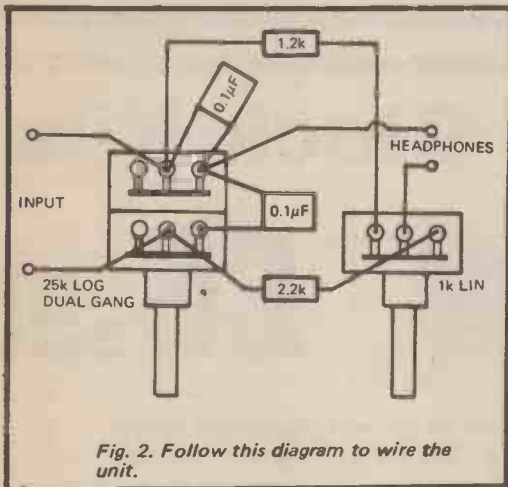 1.2k
0.1µF
HEADPHONES
INPUT
0.1µF
25k LOG
DUAL GANG
2.2k
1k LIN
Fig. 2. Follow this diagram to wire the
unit.